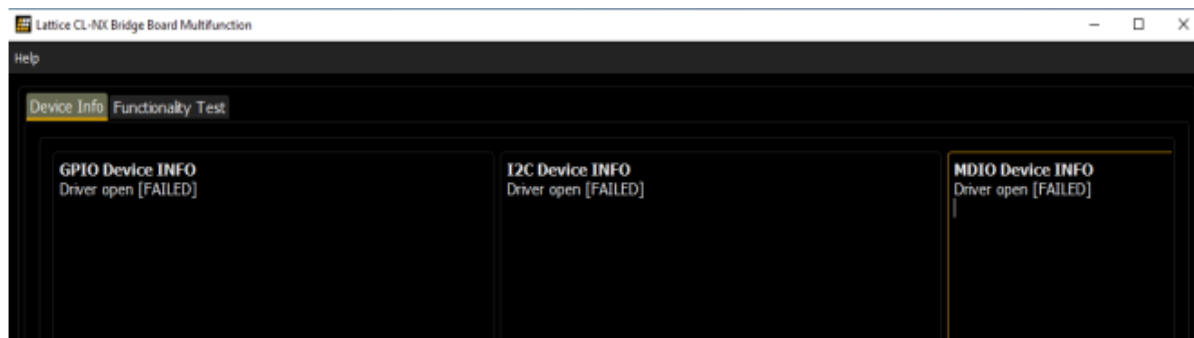 Lattice CL-NX Bridge Board Multifunction
Help
Device Info Functionality Test
GPIO Device INFO
Driver open [FAILED]
I2C Device INFO
Driver open [FAILED]
MDIO Device INFO
Driver open [FAILED]